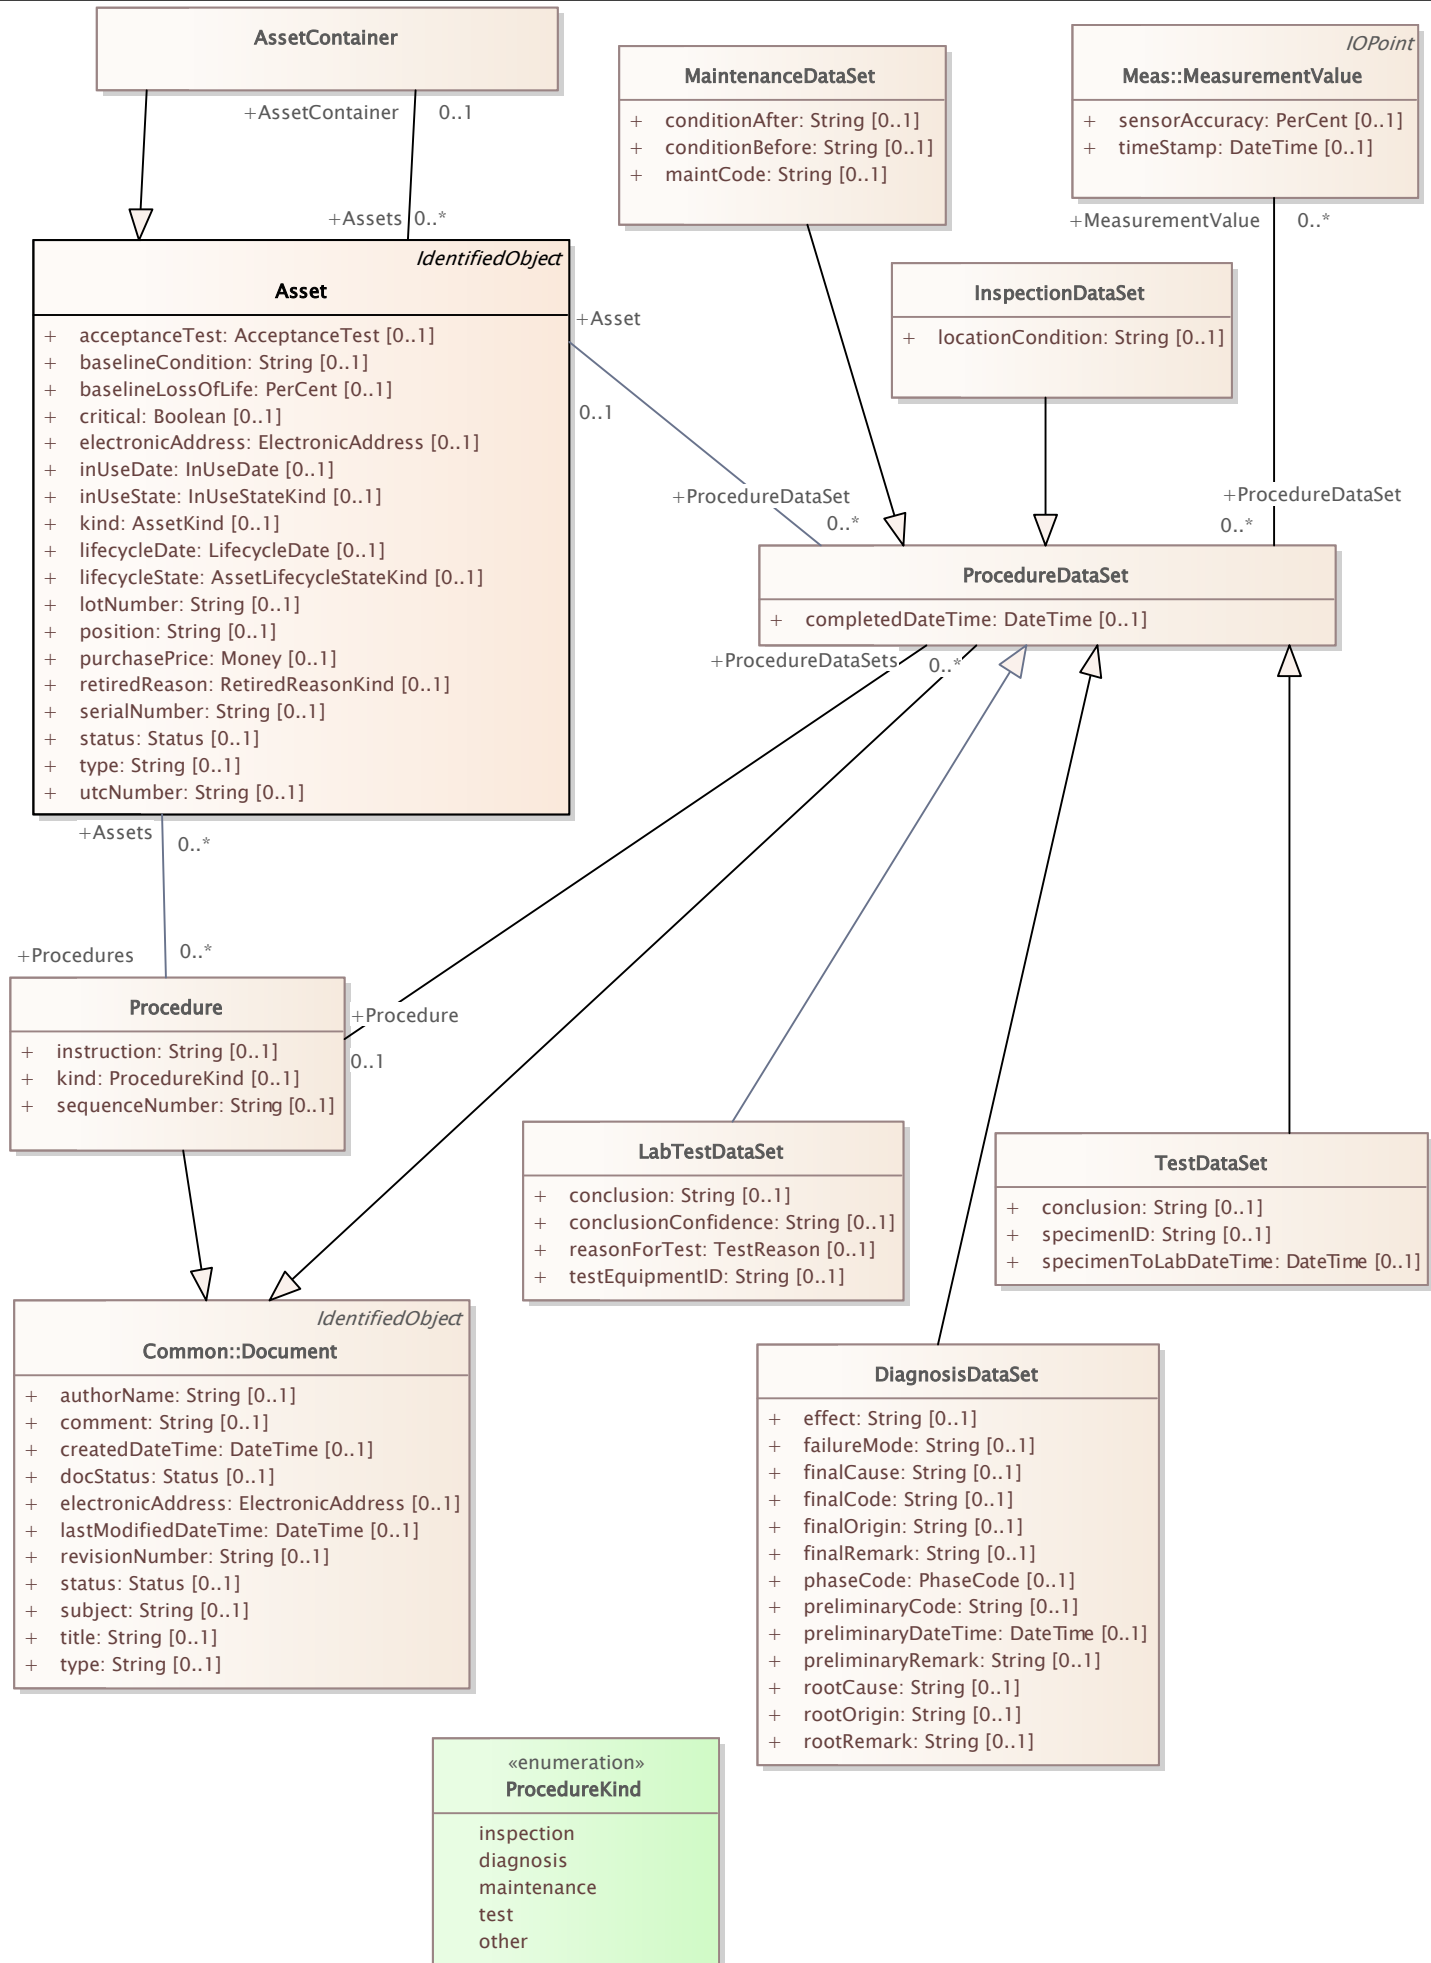 AssetContainer
+AssetContainer
0..1
+Assets
0..*
MaintenanceDataSet
+ conditionAfter: String [0..1]
+ conditionBefore: String [0..1]
+ maintCode: String [0..1]
IOPoint
Meas::MeasurementValue
+ sensorAccuracy: PerCent [0..1]
+ timeStamp: DateTime [0..1]
+MeasurementValue
0..*
InspectionDataSet
+ locationCondition: String [0..1]
IdentifiedObject
Asset
+ acceptanceTest: AcceptanceTest [0..1]
+ baselineCondition: String [0..1]
+ baselineLossOfLife: PerCent [0..1]
+ critical: Boolean [0..1]
+ electronicAddress: ElectronicAddress [0..1]
+ inUseDate: InUseDate [0..1]
+ inUseState: InUseStateKind [0..1]
+ kind: AssetKind [0..1]
+ lifecycleDate: LifecycleDate [0..1]
+ lifecycleState: AssetLifecycleStateKind [0..1]
+ lotNumber: String [0..1]
+ position: String [0..1]
+ purchasePrice: Money [0..1]
+ retiredReason: RetiredReasonKind [0..1]
+ serialNumber: String [0..1]
+ status: Status [0..1]
+ type: String [0..1]
+ utcNumber: String [0..1]
+Asset
0..1
+ProcedureDataSet
0..*
+ProcedureDataSet
0..*
ProcedureDataSet
+ completedDateTime: DateTime [0..1]
+ProcedureDataSets
0..*
+Assets
0..*
+Procedures
0..*
Procedure
+ instruction: String [0..1]
+ kind: ProcedureKind [0..1]
+ sequenceNumber: String [0..1]
+Procedure
0..1
LabTestDataSet
+ conclusion: String [0..1]
+ conclusionConfidence: String [0..1]
+ reasonForTest: TestReason [0..1]
+ testEquipmentID: String [0..1]
TestDataSet
+ conclusion: String [0..1]
+ specimenID: String [0..1]
+ specimenToLabDateTime: DateTime [0..1]
IdentifiedObject
Common::Document
+ authorName: String [0..1]
+ comment: String [0..1]
+ createdDateTime: DateTime [0..1]
+ docStatus: Status [0..1]
+ electronicAddress: ElectronicAddress [0..1]
+ lastModifiedDateTime: DateTime [0..1]
+ revisionNumber: String [0..1]
+ status: Status [0..1]
+ subject: String [0..1]
+ title: String [0..1]
+ type: String [0..1]
DiagnosisDataSet
+ effect: String [0..1]
+ failureMode: String [0..1]
+ finalCause: String [0..1]
+ finalCode: String [0..1]
+ finalOrigin: String [0..1]
+ finalRemark: String [0..1]
+ phaseCode: PhaseCode [0..1]
+ preliminaryCode: String [0..1]
+ preliminaryDateTime: DateTime [0..1]
+ preliminaryRemark: String [0..1]
+ rootCause: String [0..1]
+ rootOrigin: String [0..1]
+ rootRemark: String [0..1]
«enumeration»
ProcedureKind
inspection
diagnosis
maintenance
test
other